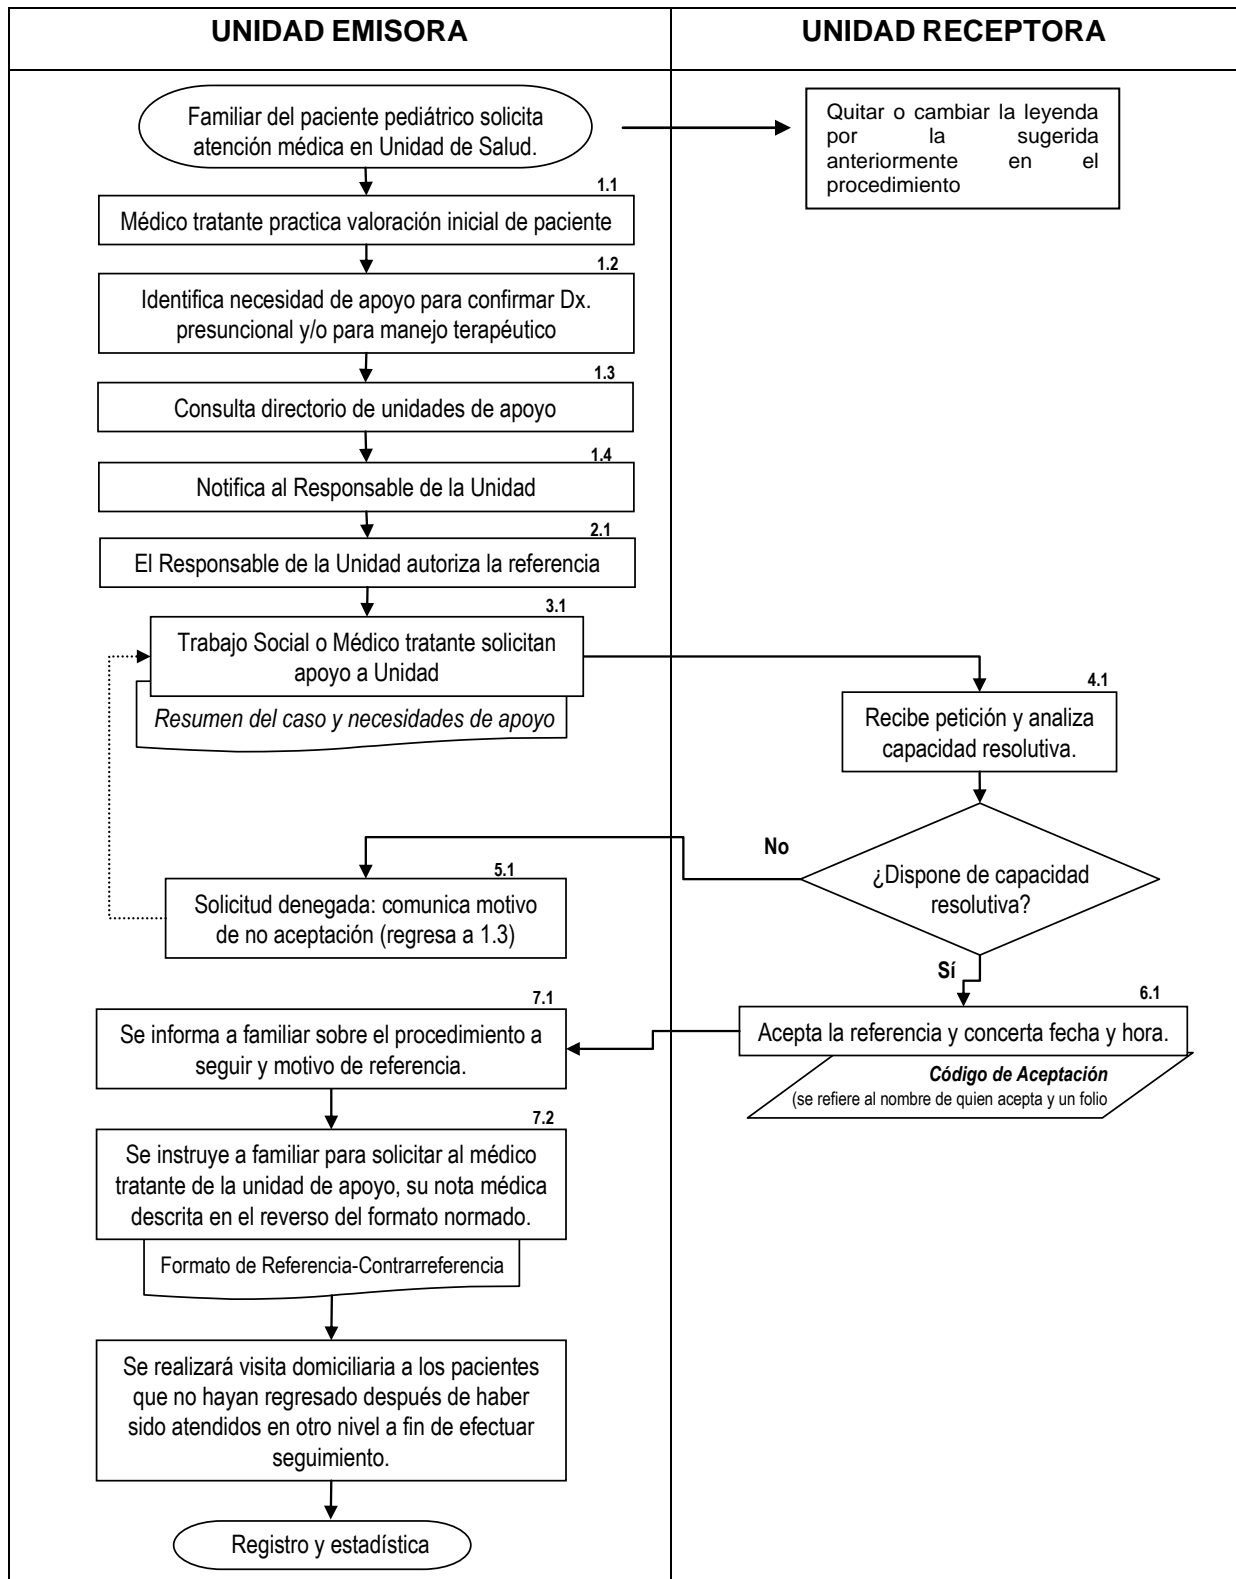 UNIDAD EMISORA
UNIDAD RECEPTORA
Familiar del paciente pediátrico solicita
atención médica en Unidad de Salud.
Quitar o cambiar la leyenda
por la sugerida
anteriormente en el
procedimiento
1.1
Médico tratante practica valoración inicial de paciente
1.2
Identifica necesidad de apoyo para confirmar Dx.
presuncional y/o para manejo terapéutico
1.3
Consulta directorio de unidades de apoyo
1.4
Notifica al Responsable de la Unidad
2.1
El Responsable de la Unidad autoriza la referencia
3.1
Trabajo Social o Médico tratante solicitan
apoyo a Unidad
Resumen del caso y necesidades de apoyo
4.1
Recibe petición y analiza
capacidad resolutiva.
No
¿Dispone de capacidad
resolutiva?
5.1
Solicitud denegada: comunica motivo
de no aceptación (regresa a 1.3)
Sí
6.1
Acepta la referencia y concerta fecha y hora.
Código de Aceptación
(se refiere al nombre de quien acepta y un folio
7.1
Se informa a familiar sobre el procedimiento a
seguir y motivo de referencia.
7.2
Se instruye a familiar para solicitar al médico
tratante de la unidad de apoyo, su nota médica
descrita en el reverso del formato normado.
Formato de Referencia-Contrarreferencia
Se realizará visita domiciliaria a los pacientes
que no hayan regresado después de haber
sido atendidos en otro nivel a fin de efectuar
seguimiento.
Registro y estadística